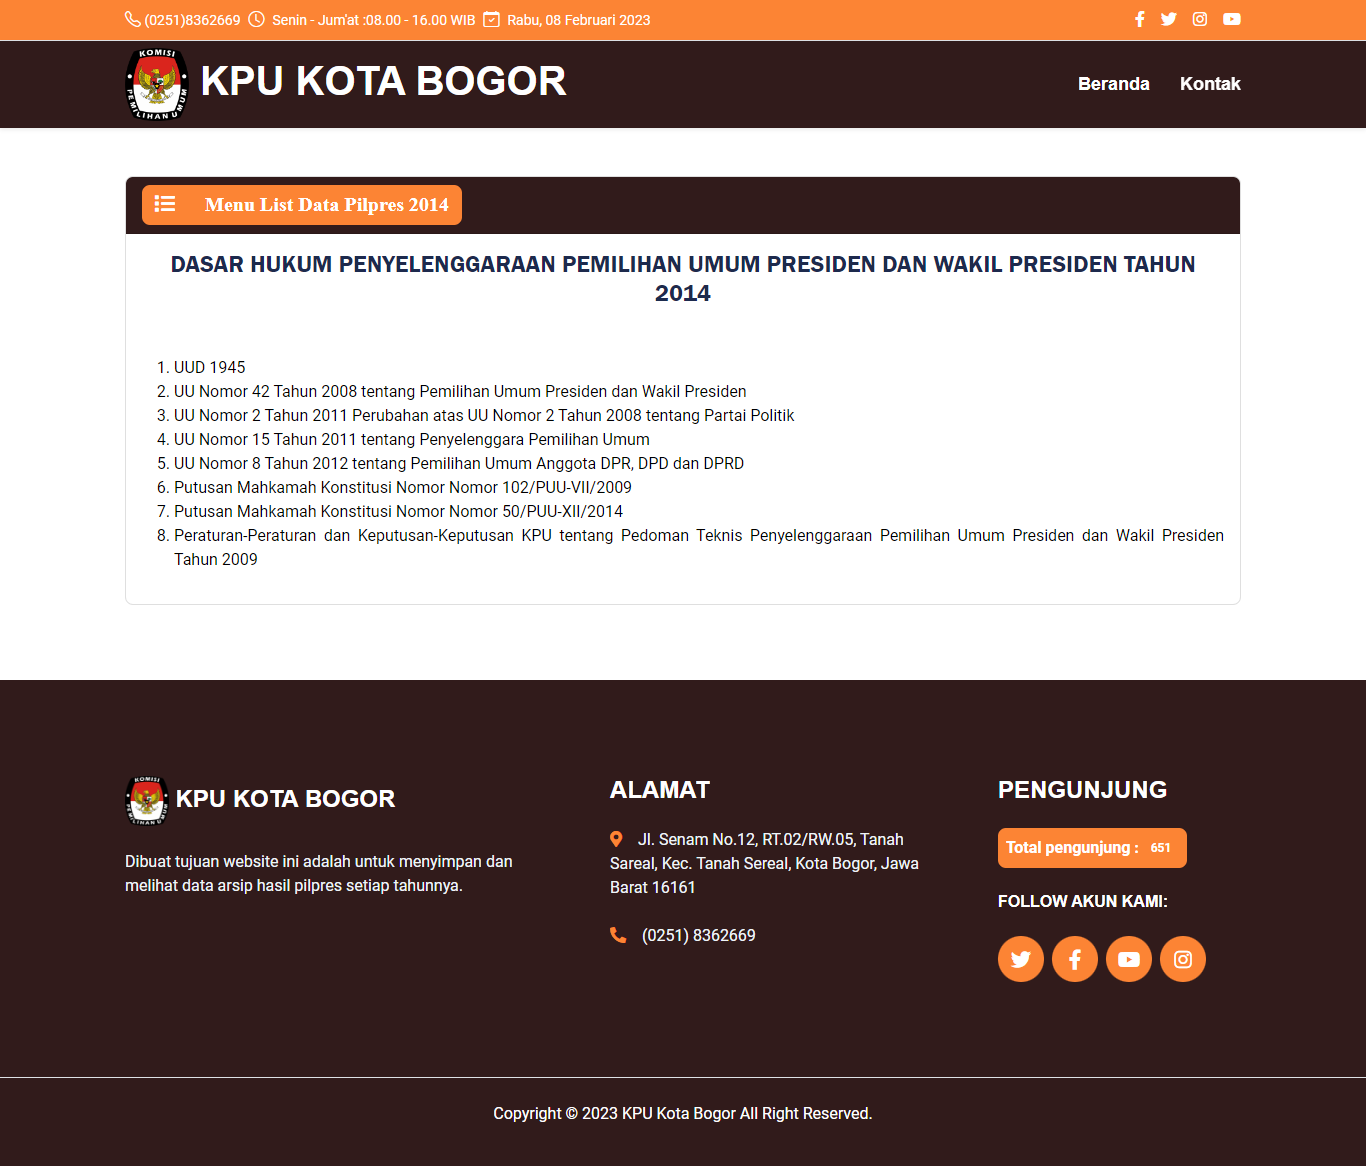 (0251)8362669 Senin - Jum'at :08.00 - 16.00 WIB Rabu, 08 Februari 2023
KOMISI PEMILIHAN UMUM
KPU KOTA BOGOR
Beranda Kontak
Menu List Data Pilpres 2014
DASAR HUKUM PENYELENGGARAAN PEMILIHAN UMUM PRESIDEN DAN WAKIL PRESIDEN TAHUN
2014
1. UUD 1945
2. UU Nomor 42 Tahun 2008 tentang Pemilihan Umum Presiden dan Wakil Presiden
3. UU Nomor 2 Tahun 2011 Perubahan atas UU Nomor 2 Tahun 2008 tentang Partai Politik
4. UU Nomor 15 Tahun 2011 tentang Penyelenggara Pemilihan Umum
5. UU Nomor 8 Tahun 2012 tentang Pemilihan Umum Anggota DPR, DPD dan DPRD
6. Putusan Mahkamah Konstitusi Nomor Nomor 102/PUU-VII/2009
7. Putusan Mahkamah Konstitusi Nomor Nomor 50/PUU-XII/2014
8. Peraturan-Peraturan dan Keputusan-Keputusan KPU tentang Pedoman Teknis Penyelenggaraan Pemilihan Umum Presiden dan Wakil Presiden
Tahun 2009
KOMISI PEMILIHAN UMUM
KPU KOTA BOGOR
Dibuat tujuan website ini adalah untuk menyimpan dan
melihat data arsip hasil pilpres setiap tahunnya.
ALAMAT
Jl. Senam No.12, RT.02/RW.05, Tanah
Sareal, Kec. Tanah Sereal, Kota Bogor, Jawa
Barat 16161
(0251) 8362669
PENGUNJUNG
Total pengunjung : 651
FOLLOW AKUN KAMI:
Copyright © 2023 KPU Kota Bogor All Right Reserved.